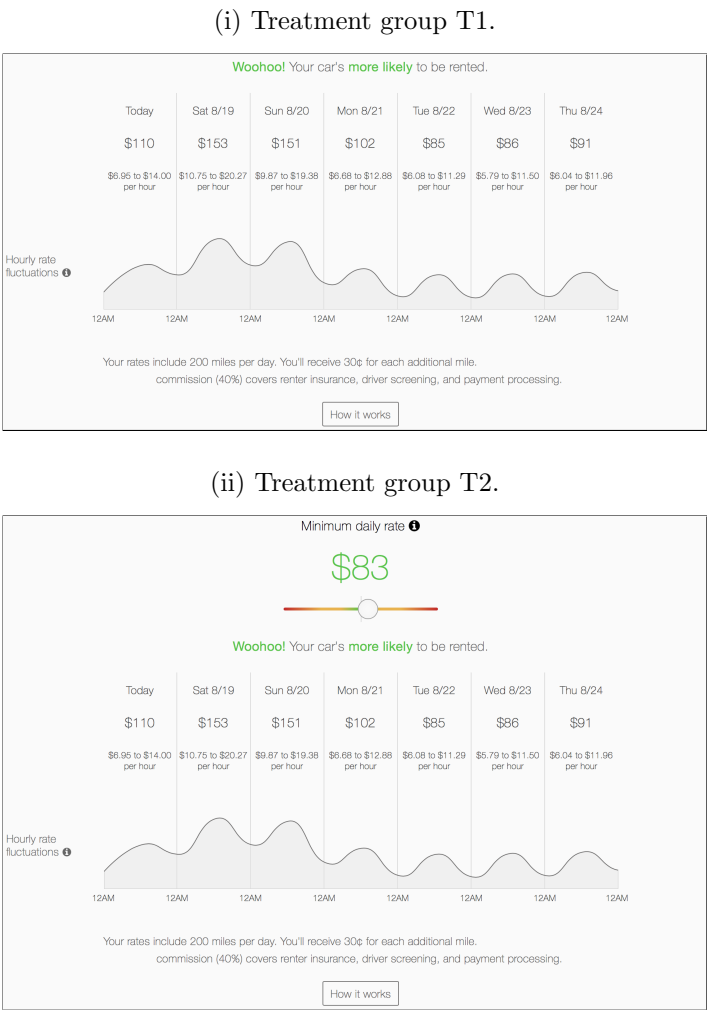 (i) Treatment group T1.
Woohoo! Your car's more likely to be rented.
Today Sat 8/19 Sun 8/20 Mon 8/21 Tue 8/22 Wed 8/23 Thu 8/24
$110 $153 $151 $102 $85 $86 $91
$6.95 to $14.00 $10.75 to $20.27 $9.87 to $19.38 $6.68 to $12.88 $6.08 to $11.29 $5.79 to $11.50 $6.04 to $11.96
per hour per hour per hour per hour per hour per hour per hour
Hourly rate
fluctuations
12AM 12AM 12AM 12AM 12AM 12AM 12AM 12AM
Your rates include 200 miles per day. You'll receive 30¢ for each additional mile.
commission (40%) covers renter insurance, driver screening, and payment processing.
How it works
(ii) Treatment group T2.
Minimum daily rate
$83
Woohoo! Your car's more likely to be rented.
Today Sat 8/19 Sun 8/20 Mon 8/21 Tue 8/22 Wed 8/23 Thu 8/24
$110 $153 $151 $102 $85 $86 $91
$6.95 to $14.00 $10.75 to $20.27 $9.87 to $19.38 $6.68 to $12.88 $6.08 to $11.29 $5.79 to $11.50 $6.04 to $11.96
per hour per hour per hour per hour per hour per hour per hour
Hourly rate
fluctuations
12AM 12AM 12AM 12AM 12AM 12AM 12AM 12AM
Your rates include 200 miles per day. You'll receive 30¢ for each additional mile.
commission (40%) covers renter insurance, driver screening, and payment processing.
How it works